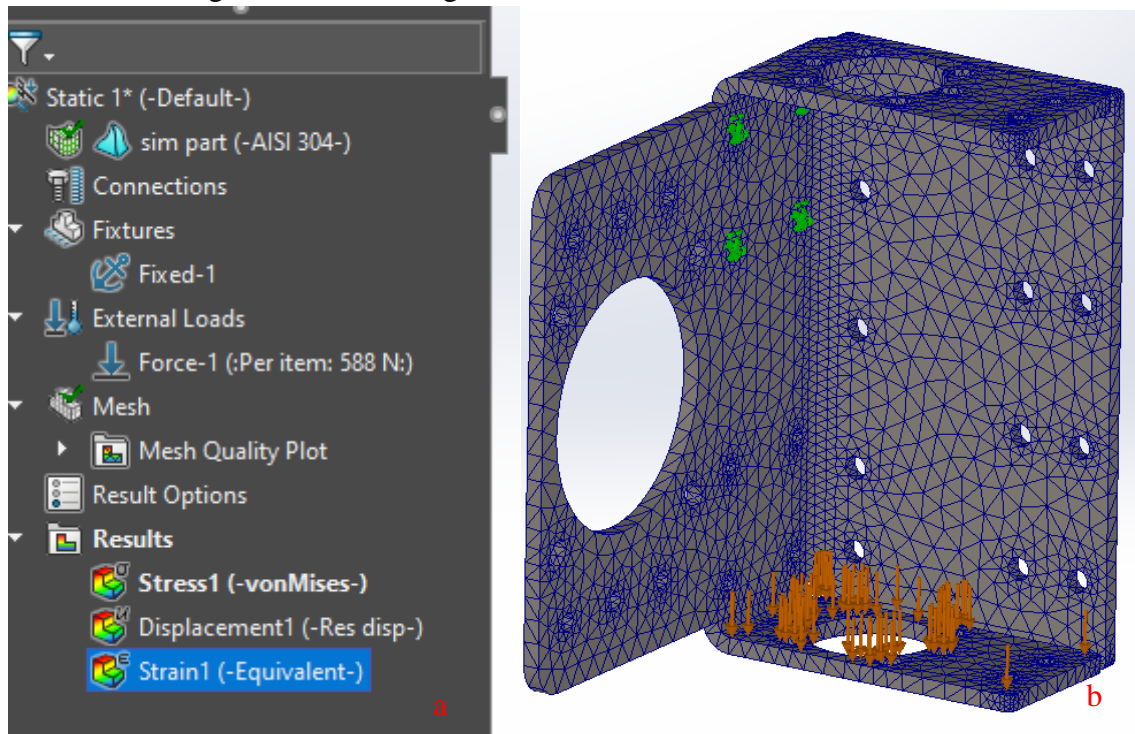 Static 1* (-Default-)
sim part (-AISI 304-)
Connections
Fixtures
Fixed-1
External Loads
Force-1 (:Per item: 588 N:)
Mesh
Mesh Quality Plot
Result Options
Results
Stress1 (-vonMises-)
Displacement1 (-Res disp-)
Strain1 (-Equivalent-)
a
b